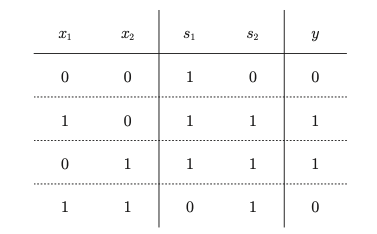 x₁ x₂ s₁ s₂ y
0 0 1 0 0
1 0 1 1 1
0 1 1 1 1
1 1 0 1 0